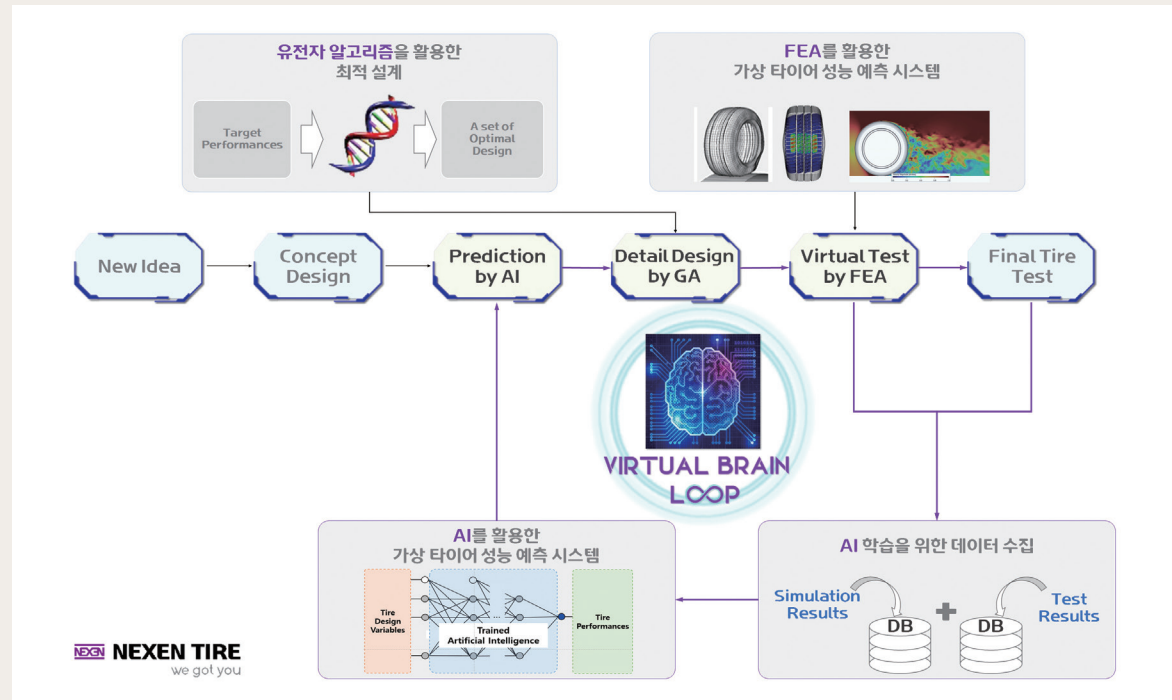 유전자 알고리즘을 활용한
최적 설계
Target
Performances
A set of
Optimal
Design
FEA를 활용한
가상 타이어 성능 예측 시스템
New Idea
Concept
Design
Prediction
by AI
Detail Design
by GA
Virtual Test
by FEA
Final Tire
Test
VIRTUAL BRAIN
LOOP
AI를 활용한
가상 타이어 성능 예측 시스템
Tire
Design
Variables
Trained
Artificial Intelligence
Tire
Performances
AI 학습을 위한 데이터 수집
Simulation
Results
DB
+
DB
Test
Results
NEXEN NEXEN TIRE
we got you